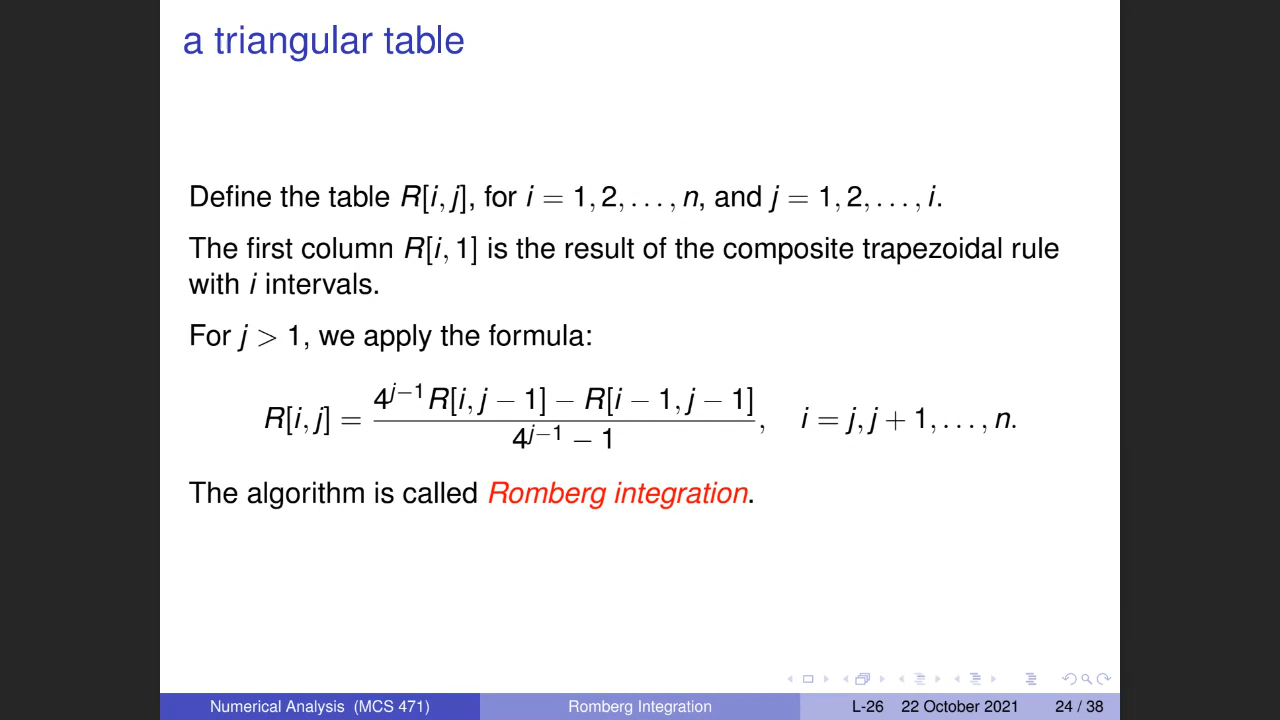 a triangular table
Define the table R[i, j], for i = 1, 2, . . . , n, and j = 1, 2, . . . , i.
The first column R[i, 1] is the result of the composite trapezoidal rule
with i intervals.
For j > 1, we apply the formula:
R[i, j] = \frac{4^{j−1} R[i, j − 1] − R[i − 1, j − 1]}{4^{j−1} − 1}, i = j, j + 1, . . . , n.
The algorithm is called Romberg integration.
Numerical Analysis (MCS 471) Romberg Integration L-26 22 October 2021 24 / 38